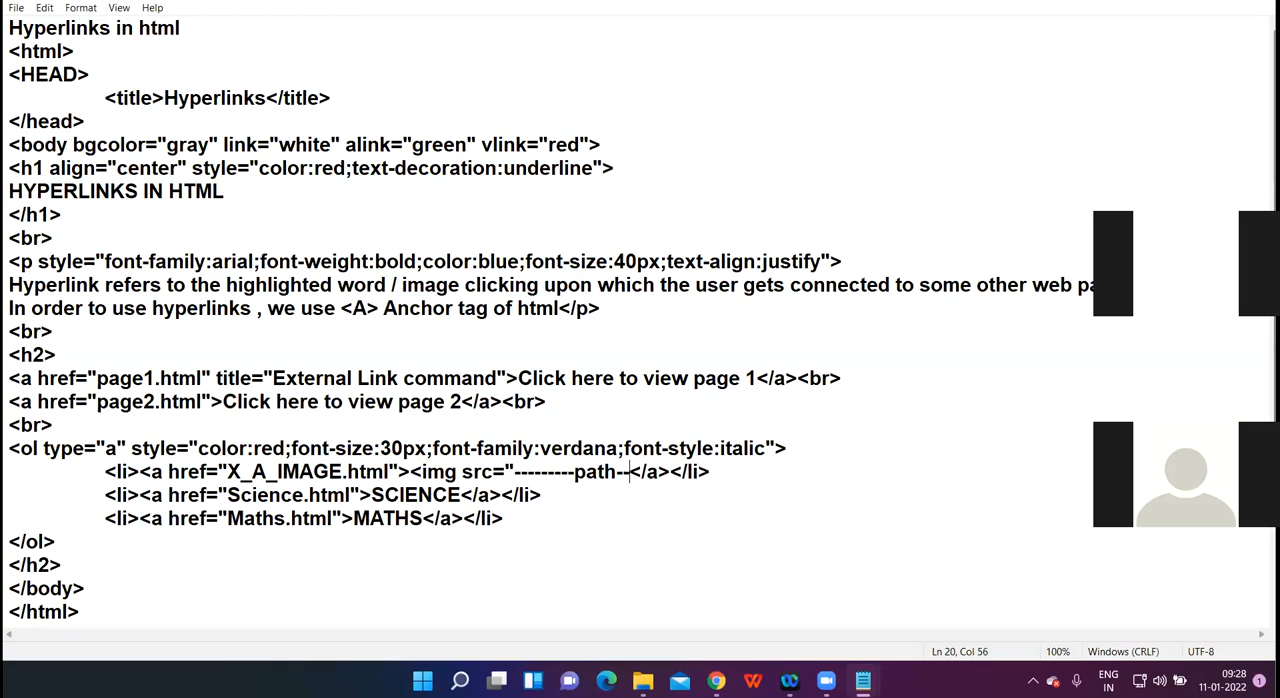 File Edit Format View Help
Hyperlinks in html
<html>
<HEAD>
<title>Hyperlinks</title>
</head>
<body bgcolor="gray" link="white" alink="green" vlink="red">
<h1 align="center" style="color:red;text-decoration:underline">
HYPERLINKS IN HTML
</h1>
<br>
<p style="font-family:arial;font-weight:bold;color:blue;font-size:40px;text-align:justify">
Hyperlink refers to the highlighted word / image clicking upon which the user gets connected to some other web
In order to use hyperlinks , we use <A> Anchor tag of html</p>
<br>
<h2>
<a href="page1.html" title="External Link command">Click here to view page 1</a><br>
<a href="page2.html">Click here to view page 2</a><br>
<br>
<ol type="a" style="color:red;font-size:30px;font-family:verdana;font-style:italic">
<li><a href="X_A_IMAGE.html"><img src="---------path--</a></li>
<li><a href="Science.html">SCIENCE</a></li>
<li><a href="Maths.html">MATHS</a></li>
</ol>
</h2>
</body>
</html>
Ln 20, Col 56 100% Windows (CRLF) UTF-8
ENG IN 09:28 11-01-2022 1